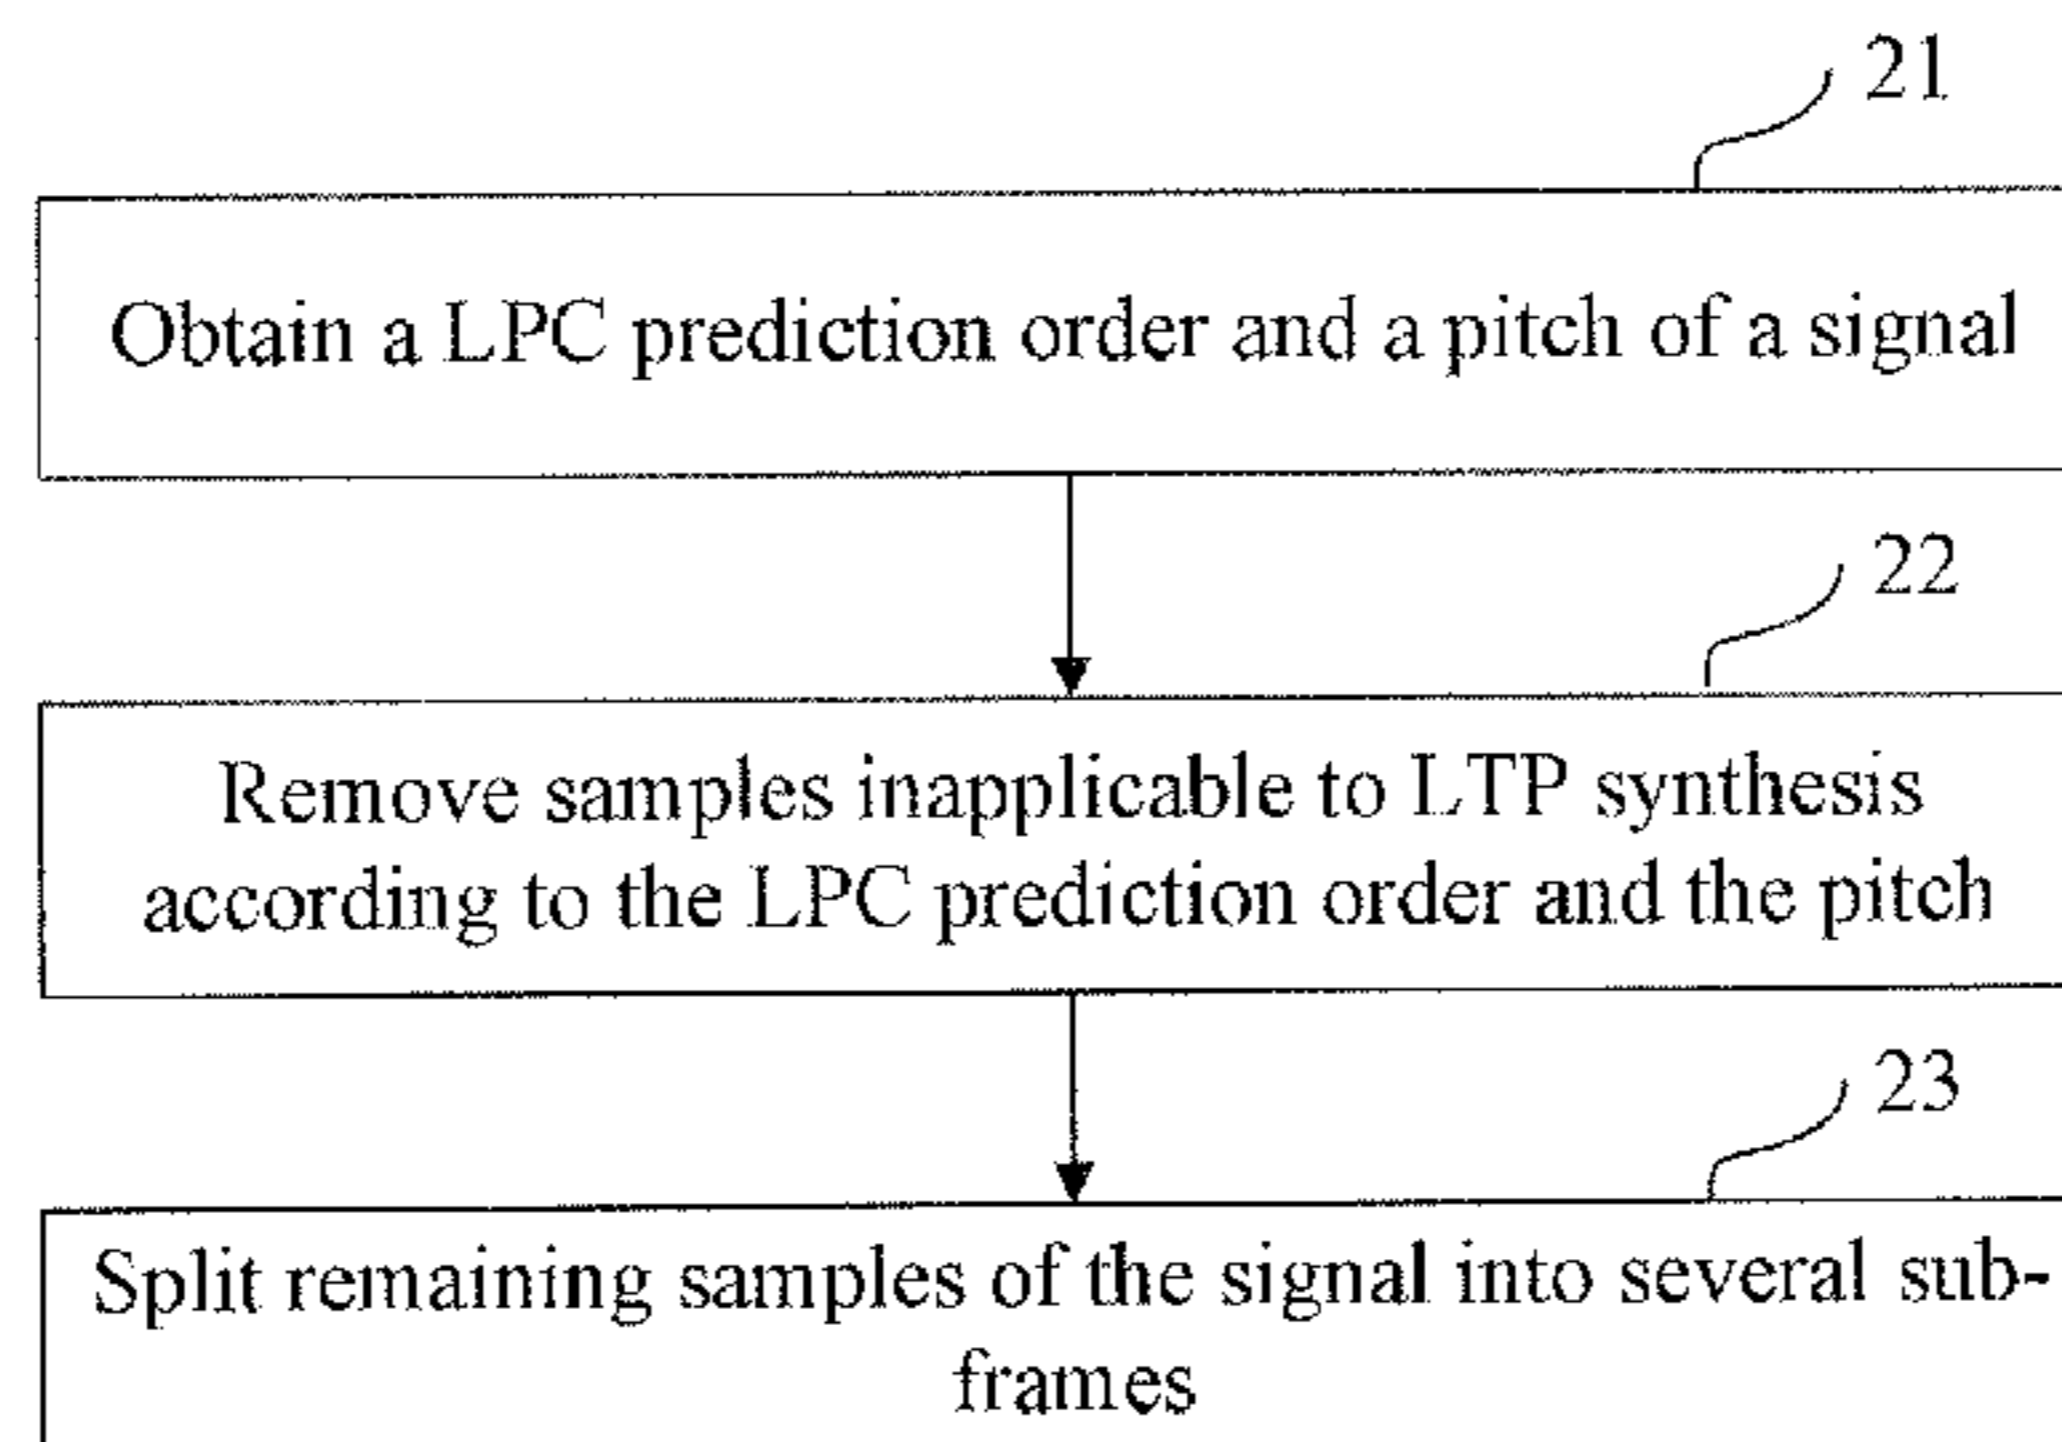 21
Obtain a LPC prediction order and a pitch of a signal
22
Remove samples inapplicable to LTP synthesis
according to the LPC prediction order and the pitch
23
Split remaining samples of the signal into several sub-
frames